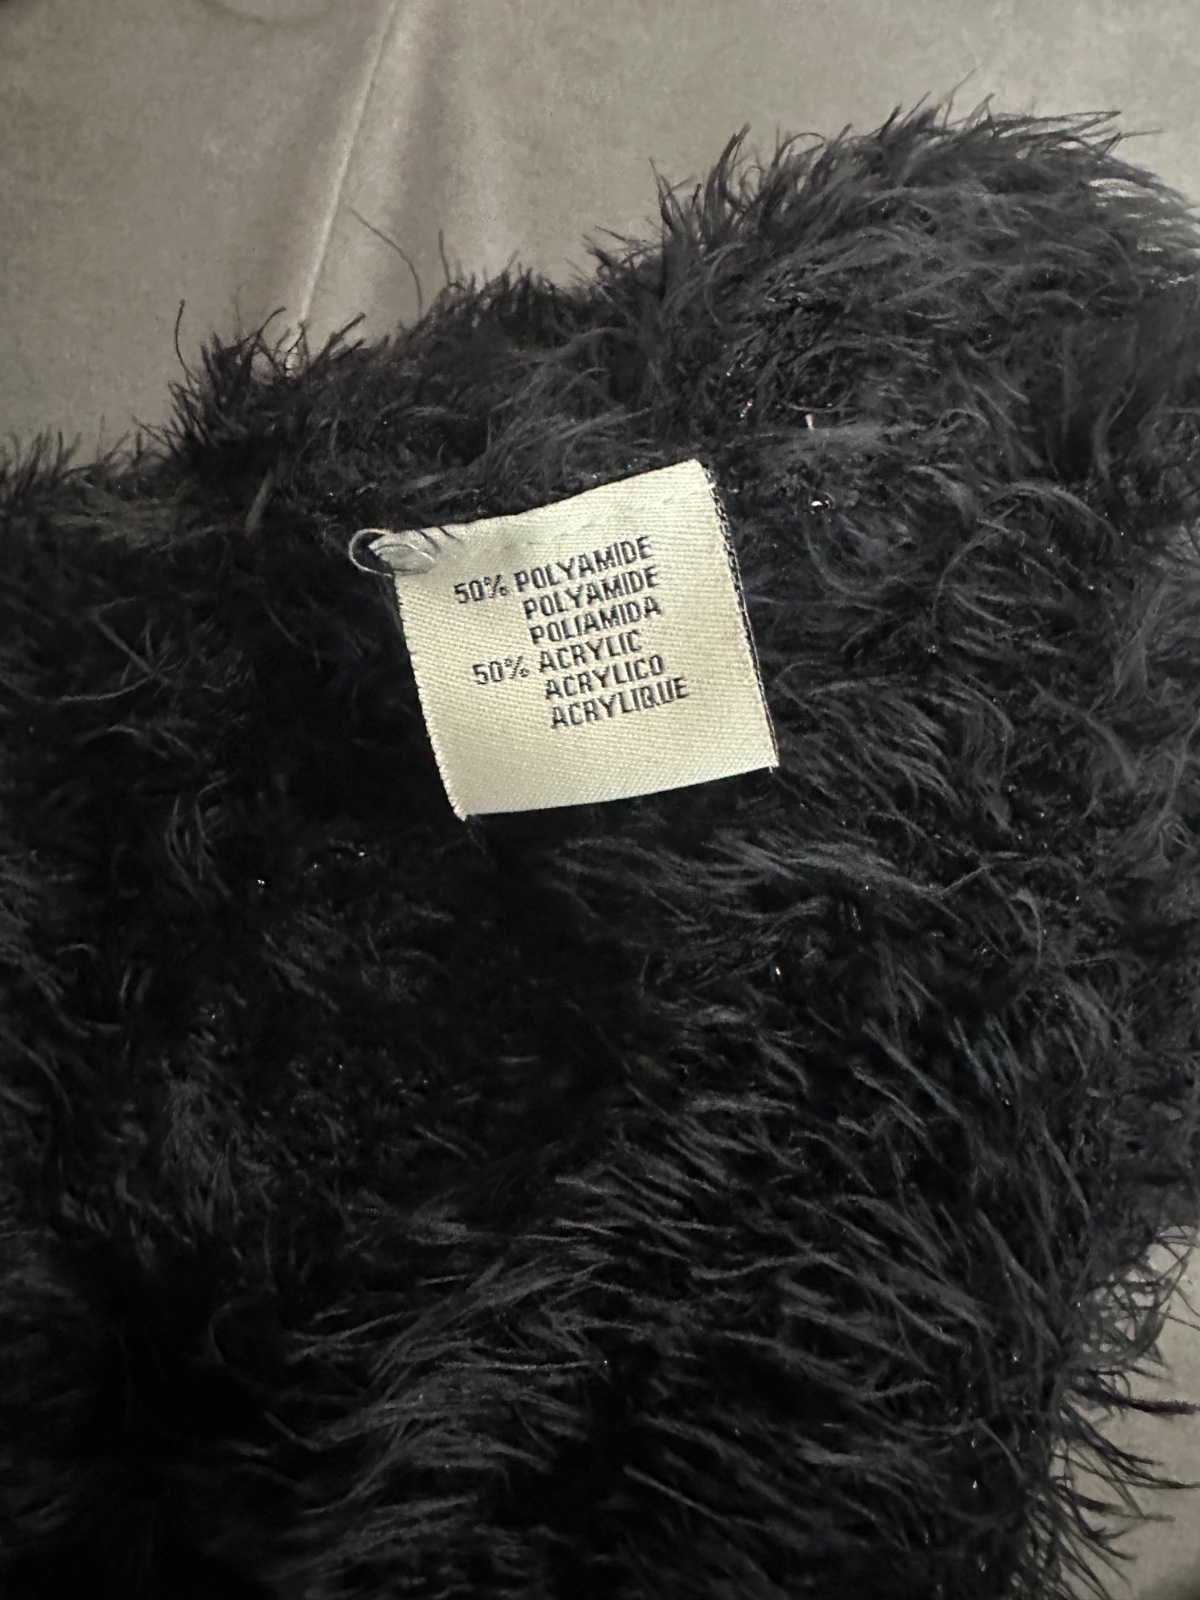 50% POLYAMIDE
POLYAMIDE
POLIAMIDA
50% ACRYLIC
ACRYLICO
ACRYLIQUE